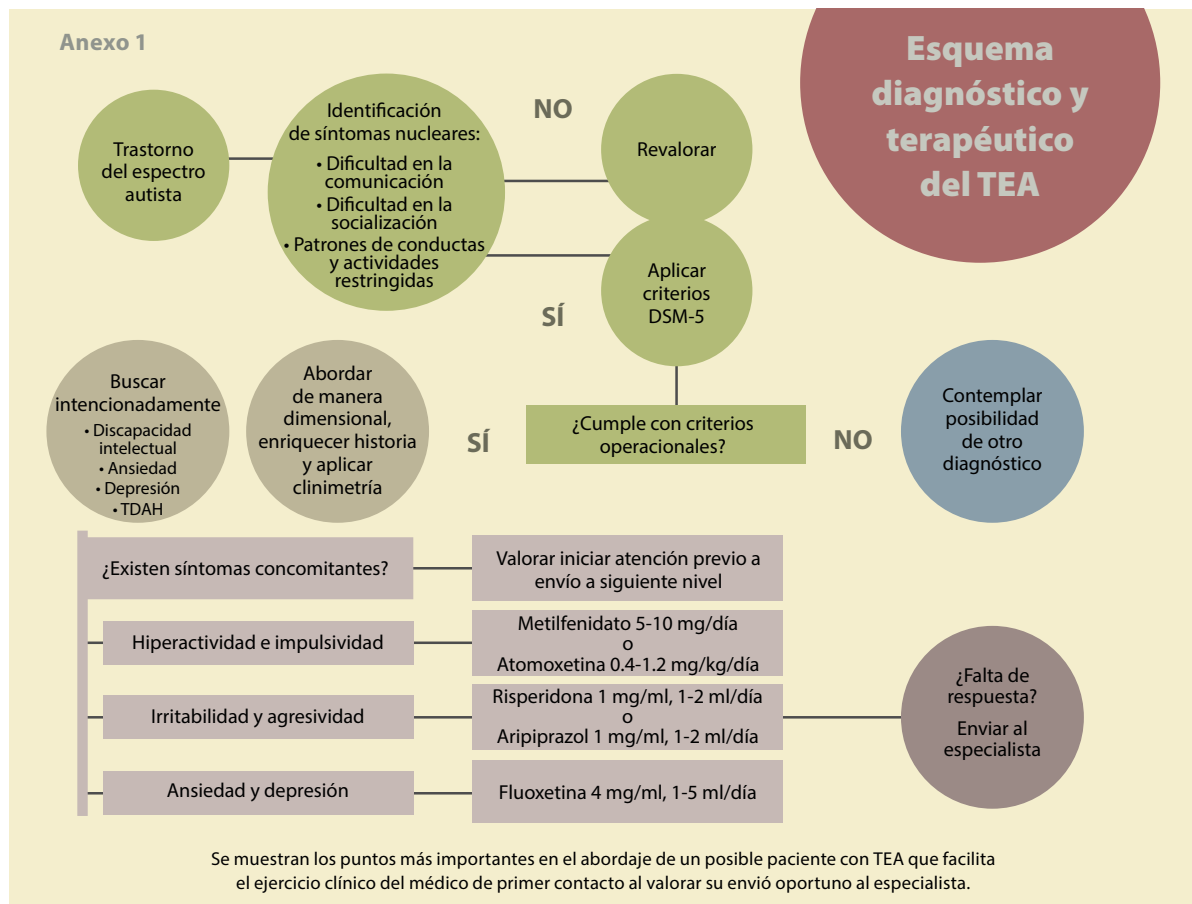 Anexo 1
Esquema
diagnóstico y
terapéutico
del TEA
Trastorno
del espectro
autista
Identificación
de síntomas nucleares:
• Dificultad en la
comunicación
• Dificultad en la
socialización
• Patrones de conductas
y actividades
restringidas
NO
Revalorar
SÍ
Aplicar
criterios
DSM-5
Buscar
intencionadamente
• Discapacidad
intelectual
• Ansiedad
• Depresión
• TDAH
Abordar
de manera
dimensional,
enriquecer historia
y aplicar
clinimetría
SÍ
¿Cumple con criterios
operacionales?
NO
Contemplar
posibilidad
de otro
diagnóstico
¿Existen síntomas concomitantes?
Valorar iniciar atención previo a
envío a siguiente nivel
Hiperactividad e impulsividad
Metilfenidato 5-10 mg/día
o
Atomoxetina 0.4-1.2 mg/kg/día
Irritabilidad y agresividad
Risperidona 1 mg/ml, 1-2 ml/día
o
Aripiprazol 1 mg/ml, 1-2 ml/día
¿Falta de
respuesta?
Enviar al
especialista
Ansiedad y depresión
Fluoxetina 4 mg/ml, 1-5 ml/día
Se muestran los puntos más importantes en el abordaje de un posible paciente con TEA que facilita
el ejercicio clínico del médico de primer contacto al valorar su envió oportuno al especialista.